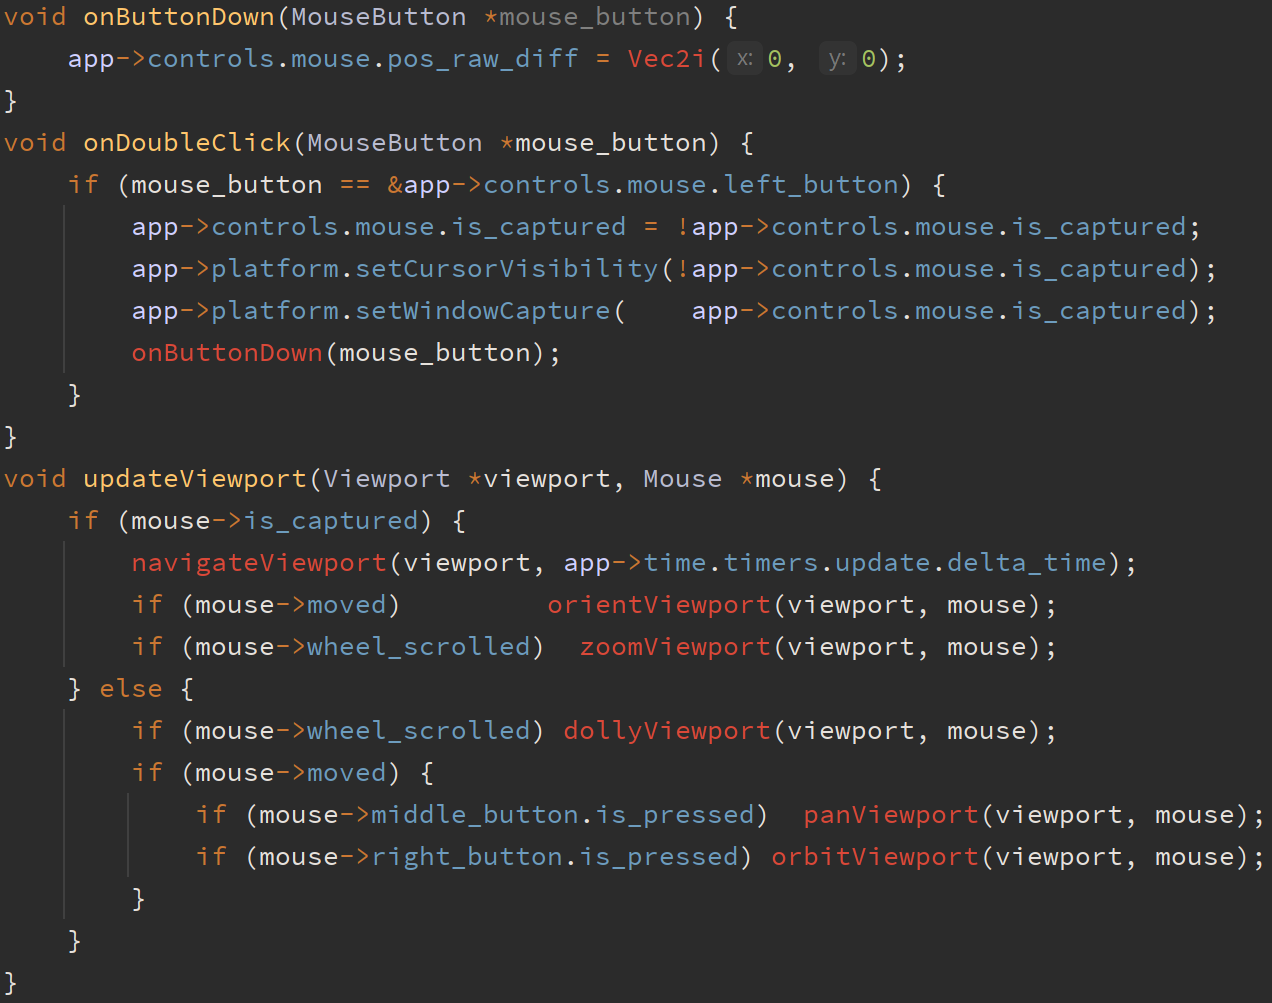 void onButtonDown(MouseButton *mouse_button) {
    app->controls.mouse.pos_raw_diff = Vec2i( x: 0,  y: 0);
}
void onDoubleClick(MouseButton *mouse_button) {
    if (mouse_button == &app->controls.mouse.left_button) {
        app->controls.mouse.is_captured = !app->controls.mouse.is_captured;
        app->platform.setCursorVisibility(!app->controls.mouse.is_captured);
        app->platform.setWindowCapture(    app->controls.mouse.is_captured);
        onButtonDown(mouse_button);
    }
}
void updateViewport(Viewport *viewport, Mouse *mouse) {
    if (mouse->is_captured) {
        navigateViewport(viewport, app->time.timers.update.delta_time);
        if (mouse->moved)         orientViewport(viewport, mouse);
        if (mouse->wheel_scrolled)  zoomViewport(viewport, mouse);
    } else {
        if (mouse->wheel_scrolled) dollyViewport(viewport, mouse);
        if (mouse->moved) {
            if (mouse->middle_button.is_pressed)  panViewport(viewport, mouse);
            if (mouse->right_button.is_pressed) orbitViewport(viewport, mouse);
        }
    }
}